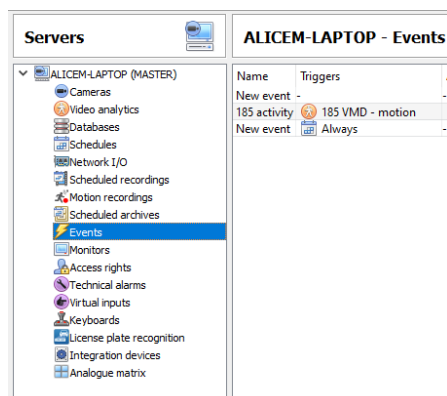 Servers
ALICEM-LAPTOP - Events
ALICEM-LAPTOP (MASTER)
Cameras
Video analytics
Databases
Schedules
Network I/O
Scheduled recordings
Motion recordings
Scheduled archives
Events
Monitors
Access rights
Technical alarms
Virtual inputs
Keyboards
License plate recognition
Integration devices
Analogue matrix
Name Triggers
New event -
185 activity 185 VMD - motion
New event Always